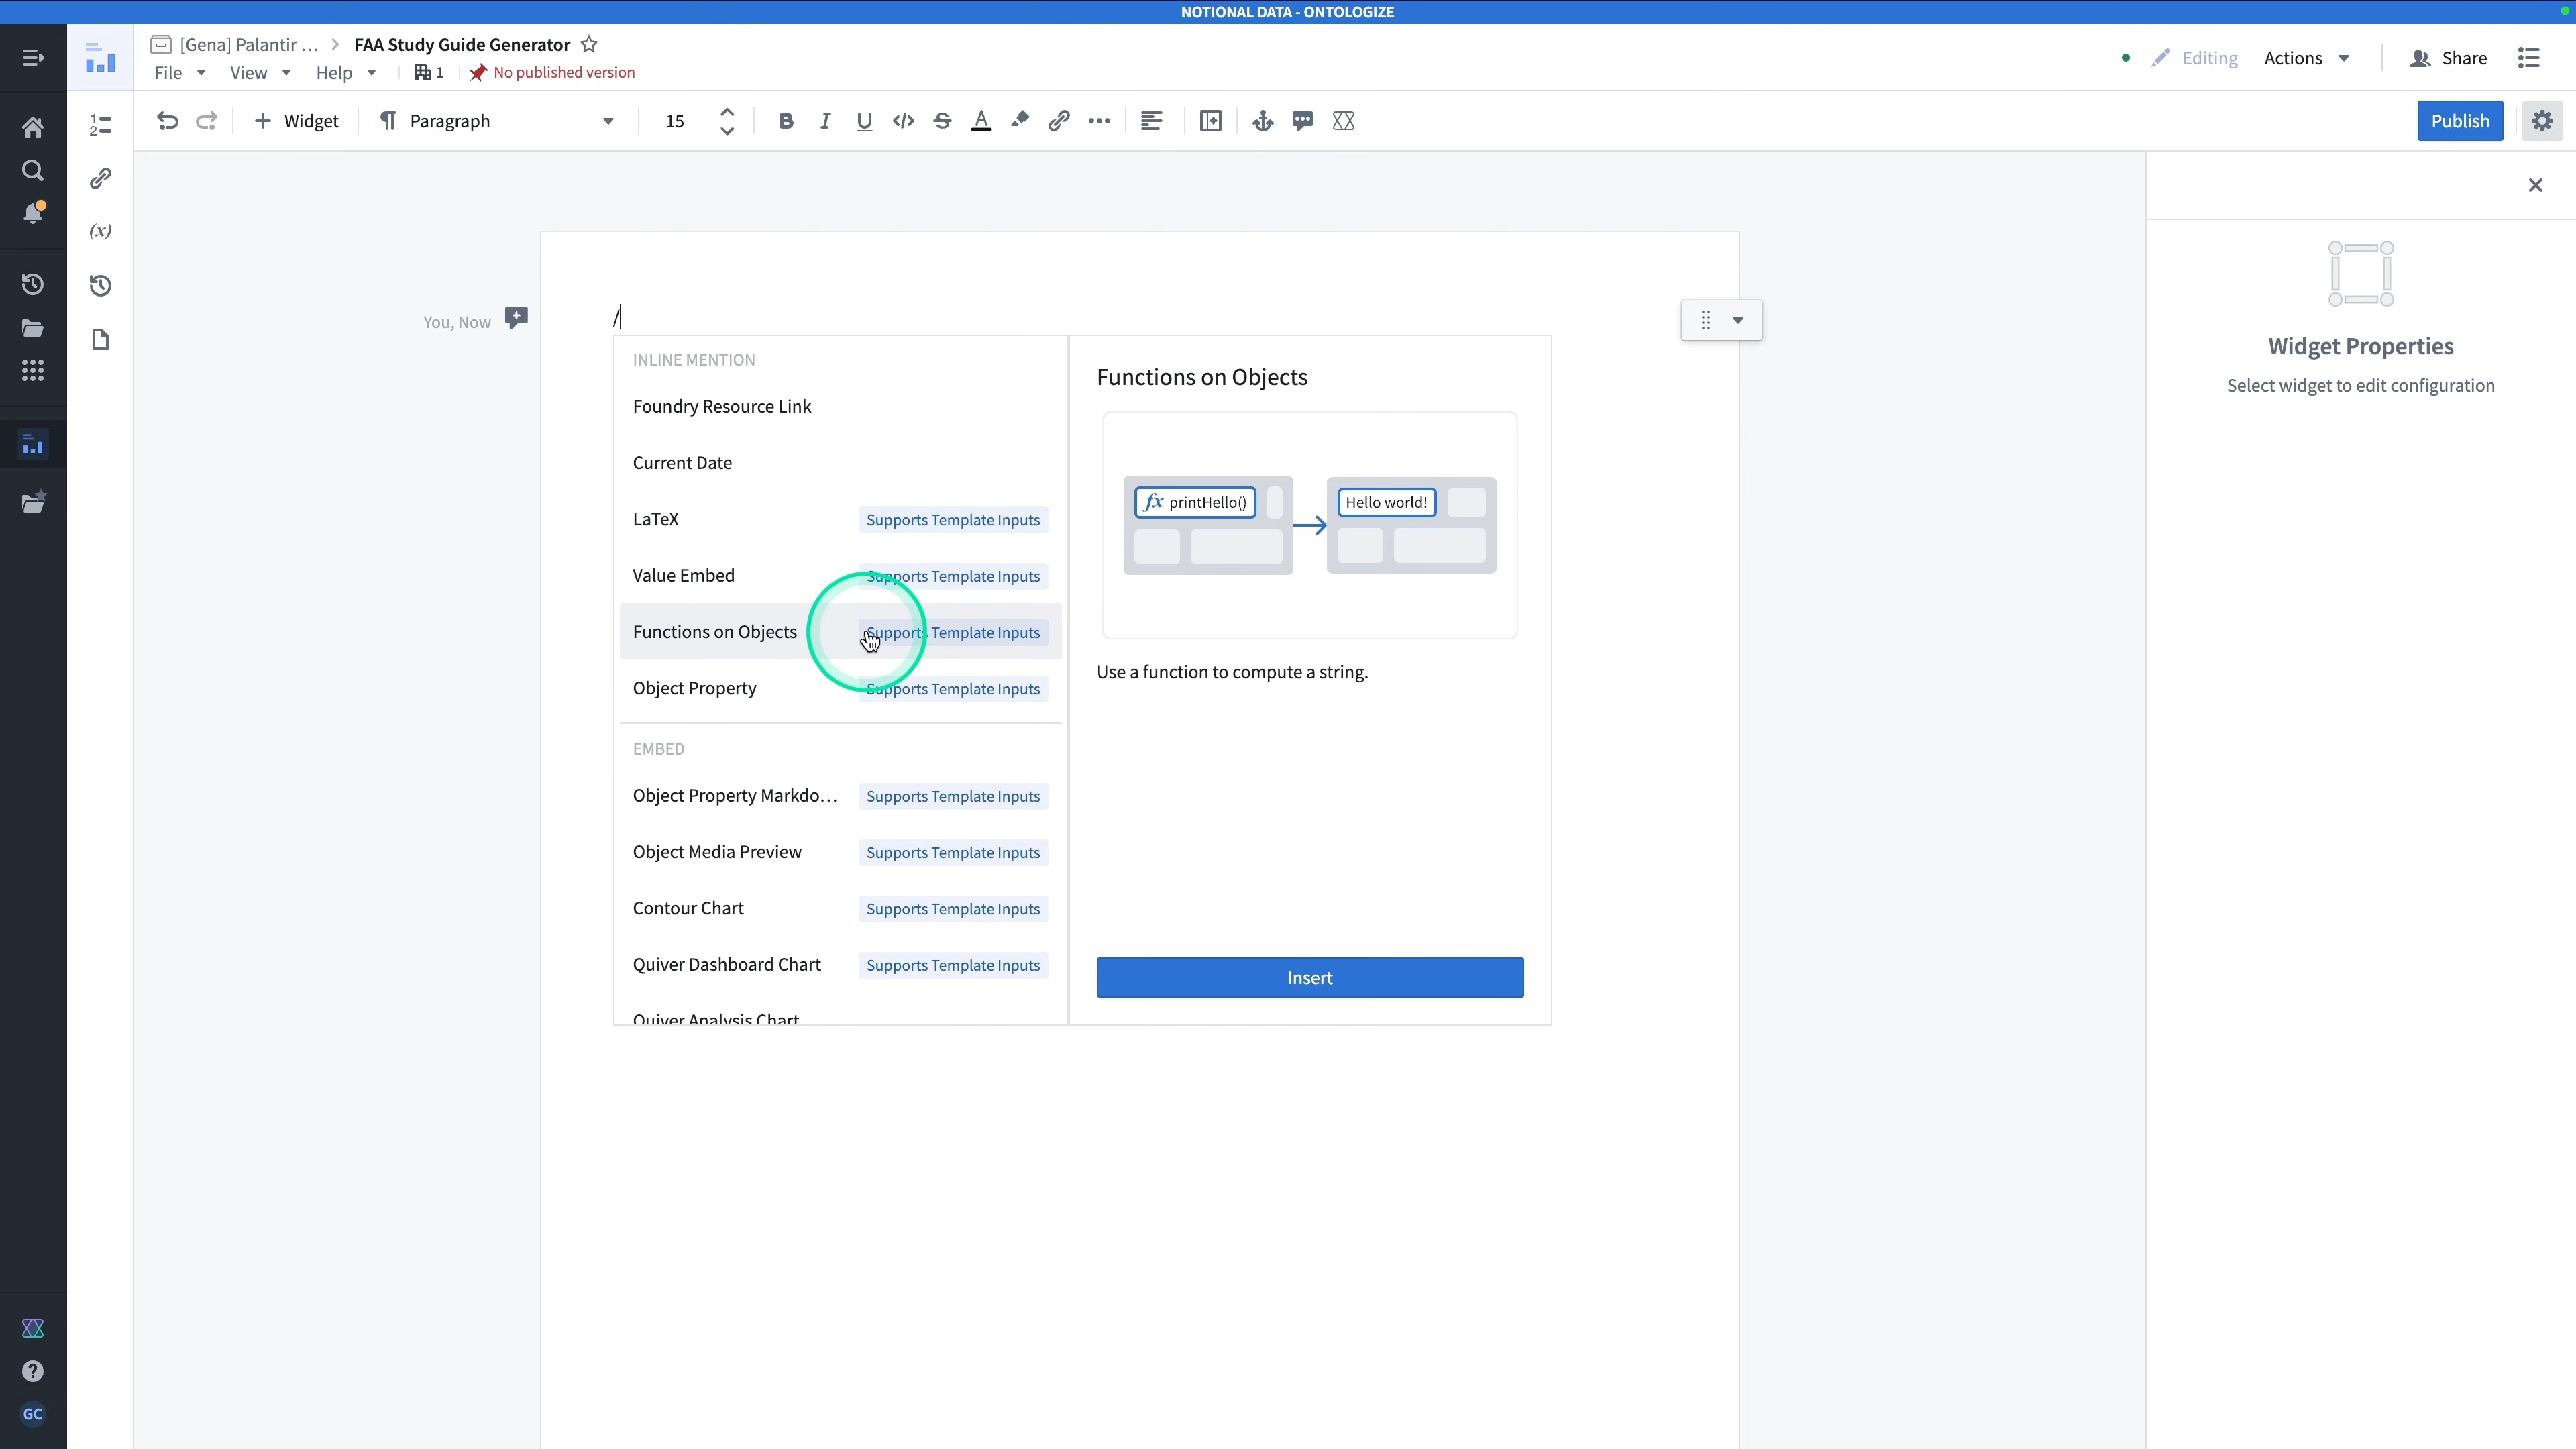 NOTIONAL DATA - ONTOLOGIZE
[Gena] Palantir ... FAA Study Guide Generator
File View Help 1 No published version
Editing Actions Share
Widget Paragraph 15 Publish
(x)
You, Now
/
INLINE MENTION
Foundry Resource Link
Current Date
LaTeX Supports Template Inputs
Value Embed Supports Template Inputs
Functions on Objects Supports Template Inputs
Object Property Supports Template Inputs
EMBED
Object Property Markdo... Supports Template Inputs
Object Media Preview Supports Template Inputs
Contour Chart Supports Template Inputs
Quiver Dashboard Chart Supports Template Inputs
Quiver Analysis Chart
Functions on Objects
fx printHello() Hello world!
Use a function to compute a string.
Insert
Widget Properties
Select widget to edit configuration
GC